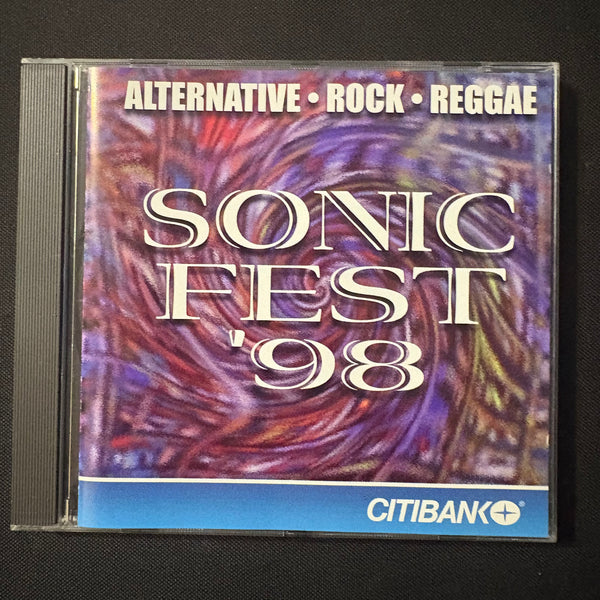 ALTERNATIVE • ROCK • REGGAE
SONIC
FEST
'98
CITIBANK®